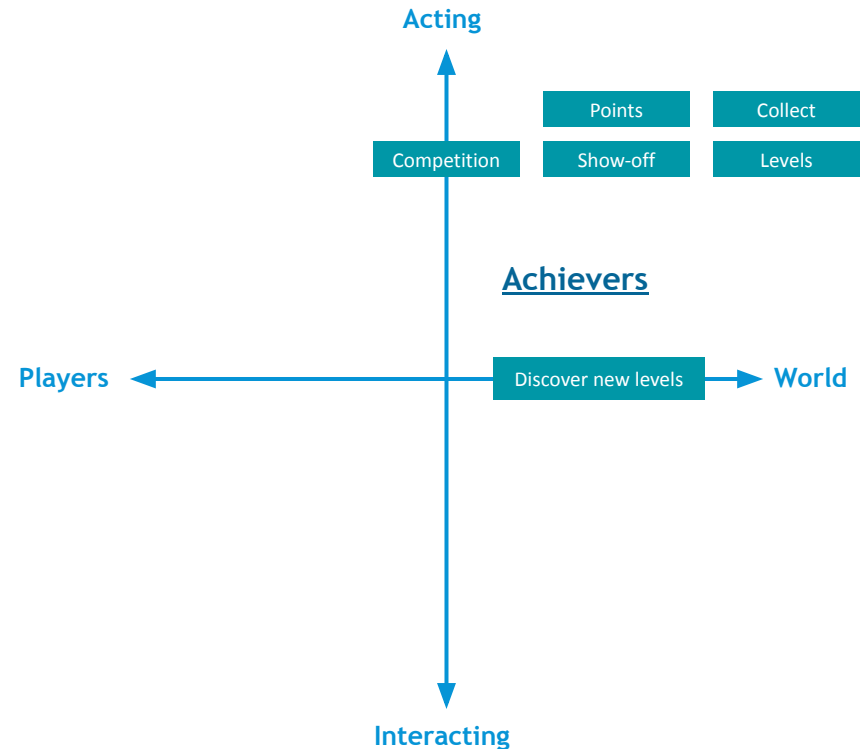 Acting
Points
Collect
Competition
Show-off
Levels
Achievers
Players
Discover new levels
World
Interacting